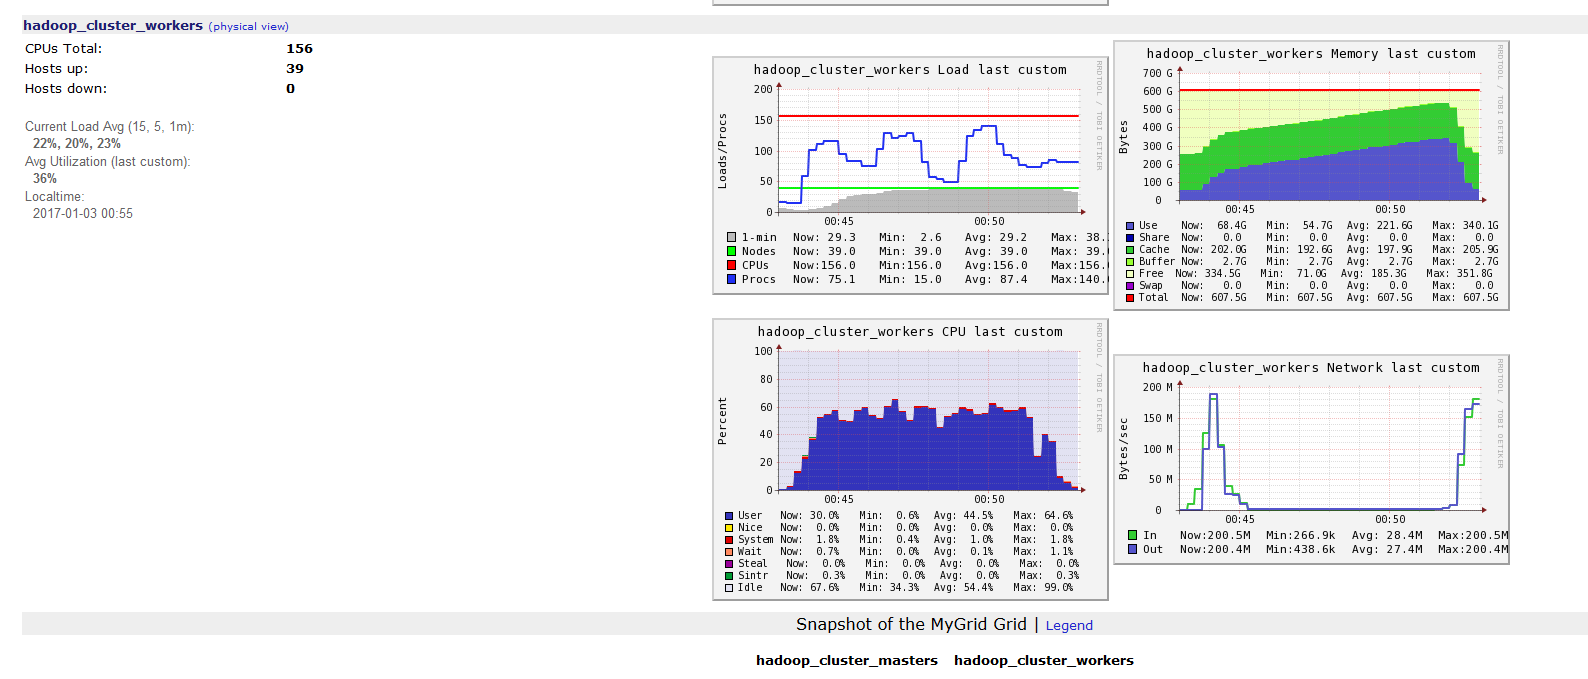 hadoop_cluster_workers (physical view)
CPUs Total: 156
Hosts up: 39
Hosts down: 0
Current Load Avg (15, 5, 1m):
22%, 20%, 23%
Avg Utilization (last custom):
36%
Localtime:
2017-01-03 00:55
hadoop_cluster_workers Load last custom
RRDTOOL / TOBI OETIKER
Loads/Procs
200
150
100
50
0
00:45 00:50
1-min Now: 29.3 Min: 2.6 Avg: 29.2 Max: 38.
Nodes Now: 39.0 Min: 39.0 Avg: 39.0 Max: 39.
CPUs Now:156.0 Min:156.0 Avg:156.0 Max:156.
Procs Now: 75.1 Min: 15.0 Avg: 87.4 Max:140.
hadoop_cluster_workers Memory last custom
RRDTOOL / TOBI OETIKER
Bytes
700 G
600 G
500 G
400 G
300 G
200 G
100 G
0
00:45 00:50
Use Now: 68.4G Min: 54.7G Avg: 221.6G Max: 340.1G
Share Now: 0.0 Min: 0.0 Avg: 0.0 Max: 0.0
Cache Now: 202.0G Min: 192.6G Avg: 197.9G Max: 205.9G
Buffer Now: 2.7G Min: 2.7G Avg: 2.7G Max: 2.7G
Free Now: 334.5G Min: 71.0G Avg: 185.3G Max: 351.8G
Swap Now: 0.0 Min: 0.0 Avg: 0.0 Max: 0.0
Total Now: 607.5G Min: 607.5G Avg: 607.5G Max: 607.5G
hadoop_cluster_workers CPU last custom
RRDTOOL / TOBI OETIKER
Percent
100
80
60
40
20
0
00:45 00:50
User Now: 30.0% Min: 0.6% Avg: 44.5% Max: 64.6%
Nice Now: 0.0% Min: 0.0% Avg: 0.0% Max: 0.0%
System Now: 1.8% Min: 0.4% Avg: 1.0% Max: 1.8%
Wait Now: 0.7% Min: 0.0% Avg: 0.1% Max: 1.1%
Steal Now: 0.0% Min: 0.0% Avg: 0.0% Max: 0.0%
Sintr Now: 0.3% Min: 0.0% Avg: 0.0% Max: 0.3%
Idle Now: 67.6% Min: 34.3% Avg: 54.4% Max: 99.0%
hadoop_cluster_workers Network last custom
RRDTOOL / TOBI OETIKER
Bytes/sec
200 M
150 M
100 M
50 M
0
00:45 00:50
In Now:200.5M Min:266.9k Avg: 28.4M Max:200.5M
Out Now:200.4M Min:438.6k Avg: 27.4M Max:200.4M
Snapshot of the MyGrid Grid | Legend
hadoop_cluster_masters hadoop_cluster_workers